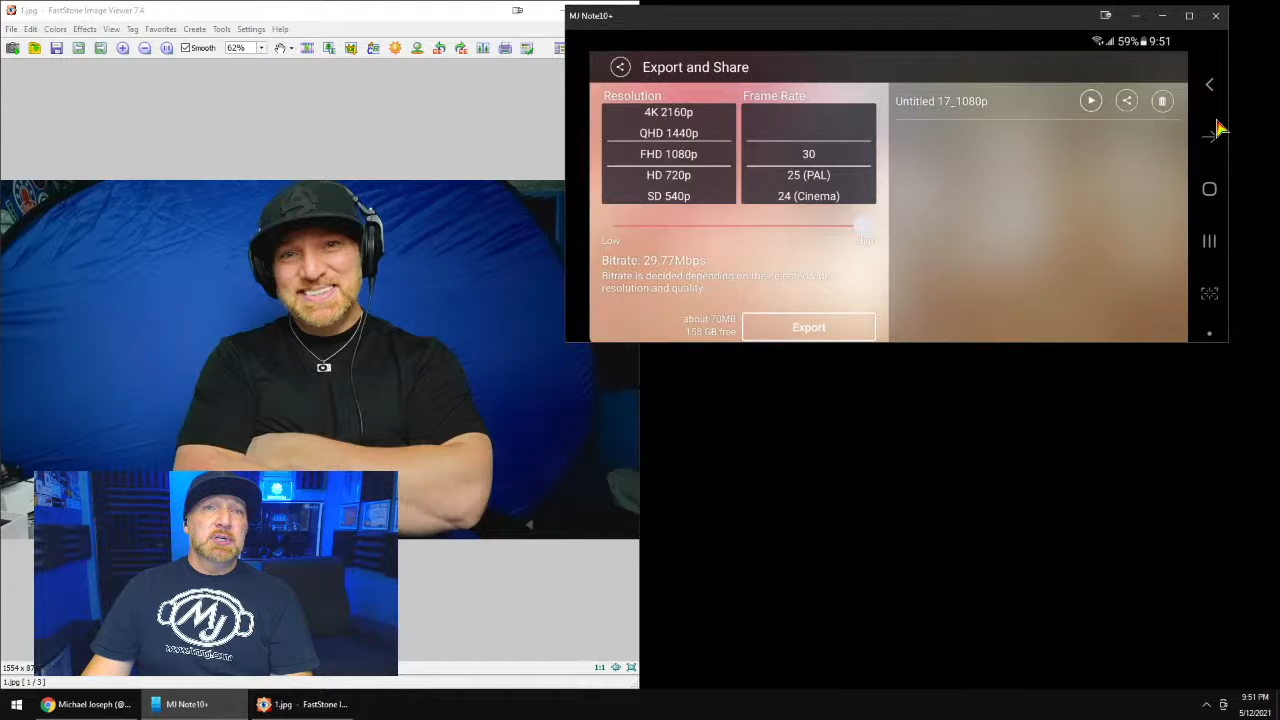 1.jpg - FastStone Image Viewer 7.4
File Edit Colors Effects View Tag Favorites Create Tools Settings Help
Smooth 62%
MJ Note10+
59% 9:51
Export and Share
Resolution
4K 2160p
QHD 1440p
FHD 1080p
HD 720p
SD 540p
Frame Rate
30
25 (PAL)
24 (Cinema)
Low
High
Bitrate: 29.77Mbps
Bitrate is decided depending on the selected
resolution and quality.
about 70MB
158 GB free
Export
Untitled 17_1080p
MJ
1:1
1.jpg [ 1 / 3 ]
Michael Joseph (@...
MJ Note10+
1.jpg - FastStone I...
9:51 PM
5/12/2021